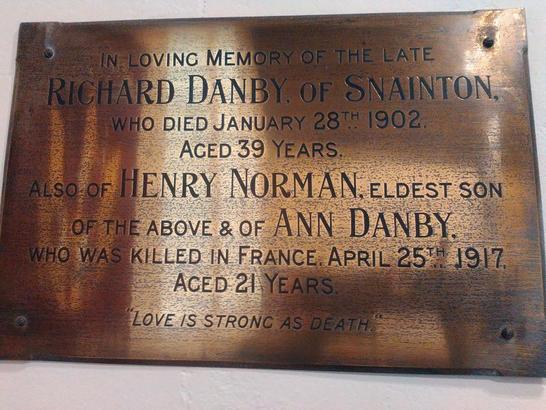 IN LOVING MEMORY OF THE LATE
RICHARD DANBY, OF SNAINTON,
WHO DIED JANUARY 28TH 1902.
AGED 39 YEARS.
ALSO OF HENRY NORMAN, ELDEST SON
OF THE ABOVE & OF ANN DANBY,
WHO WAS KILLED IN FRANCE, APRIL 25TH 1917,
AGED 21 YEARS.
"LOVE IS STRONG AS DEATH."